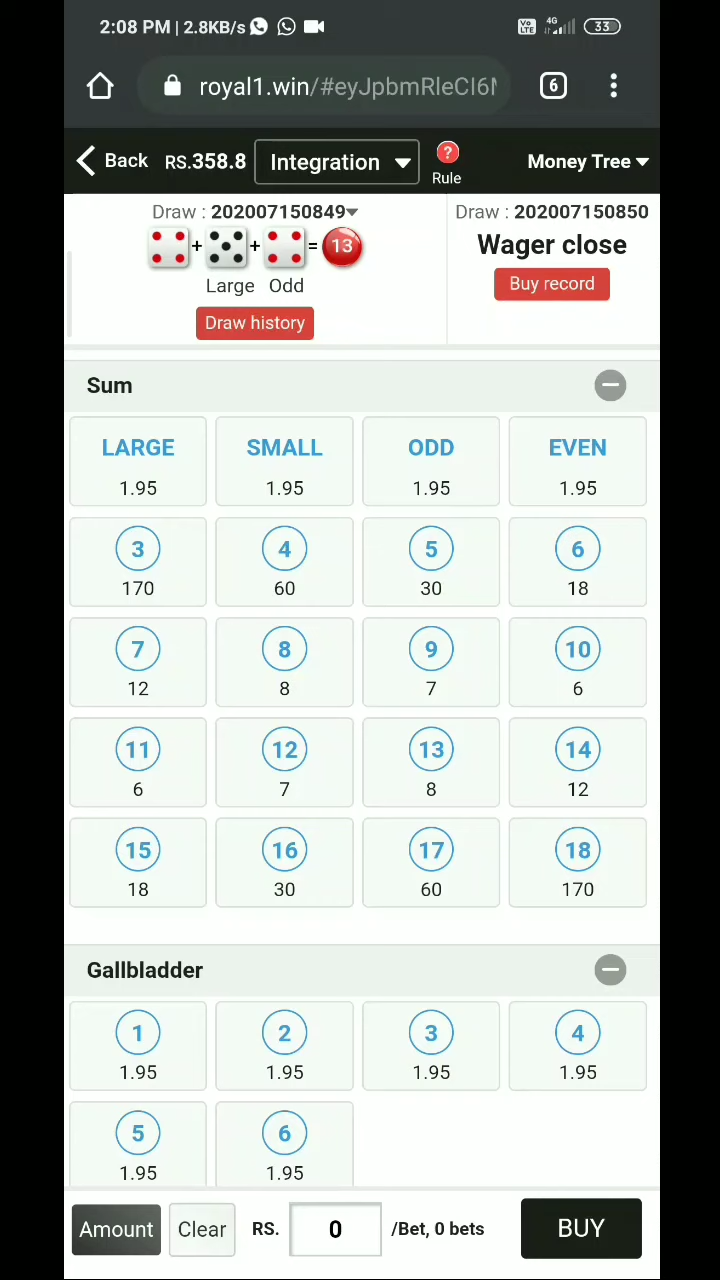 2:08 PM | 2.8KB/s VoLTE 4G 33
royal1.win/#eyJpbmRleCI6 6
Back RS.358.8 Integration ? Rule Money Tree
Draw : 202007150849 Draw : 202007150850
+ + = 13 Wager close
Large Odd Buy record
Draw history
Sum
LARGE SMALL ODD EVEN
1.95 1.95 1.95 1.95
3 4 5 6
170 60 30 18
7 8 9 10
12 8 7 6
11 12 13 14
6 7 8 12
15 16 17 18
18 30 60 170
Gallbladder
1 2 3 4
1.95 1.95 1.95 1.95
5 6
1.95 1.95
Amount Clear RS. 0 /Bet, 0 bets BUY